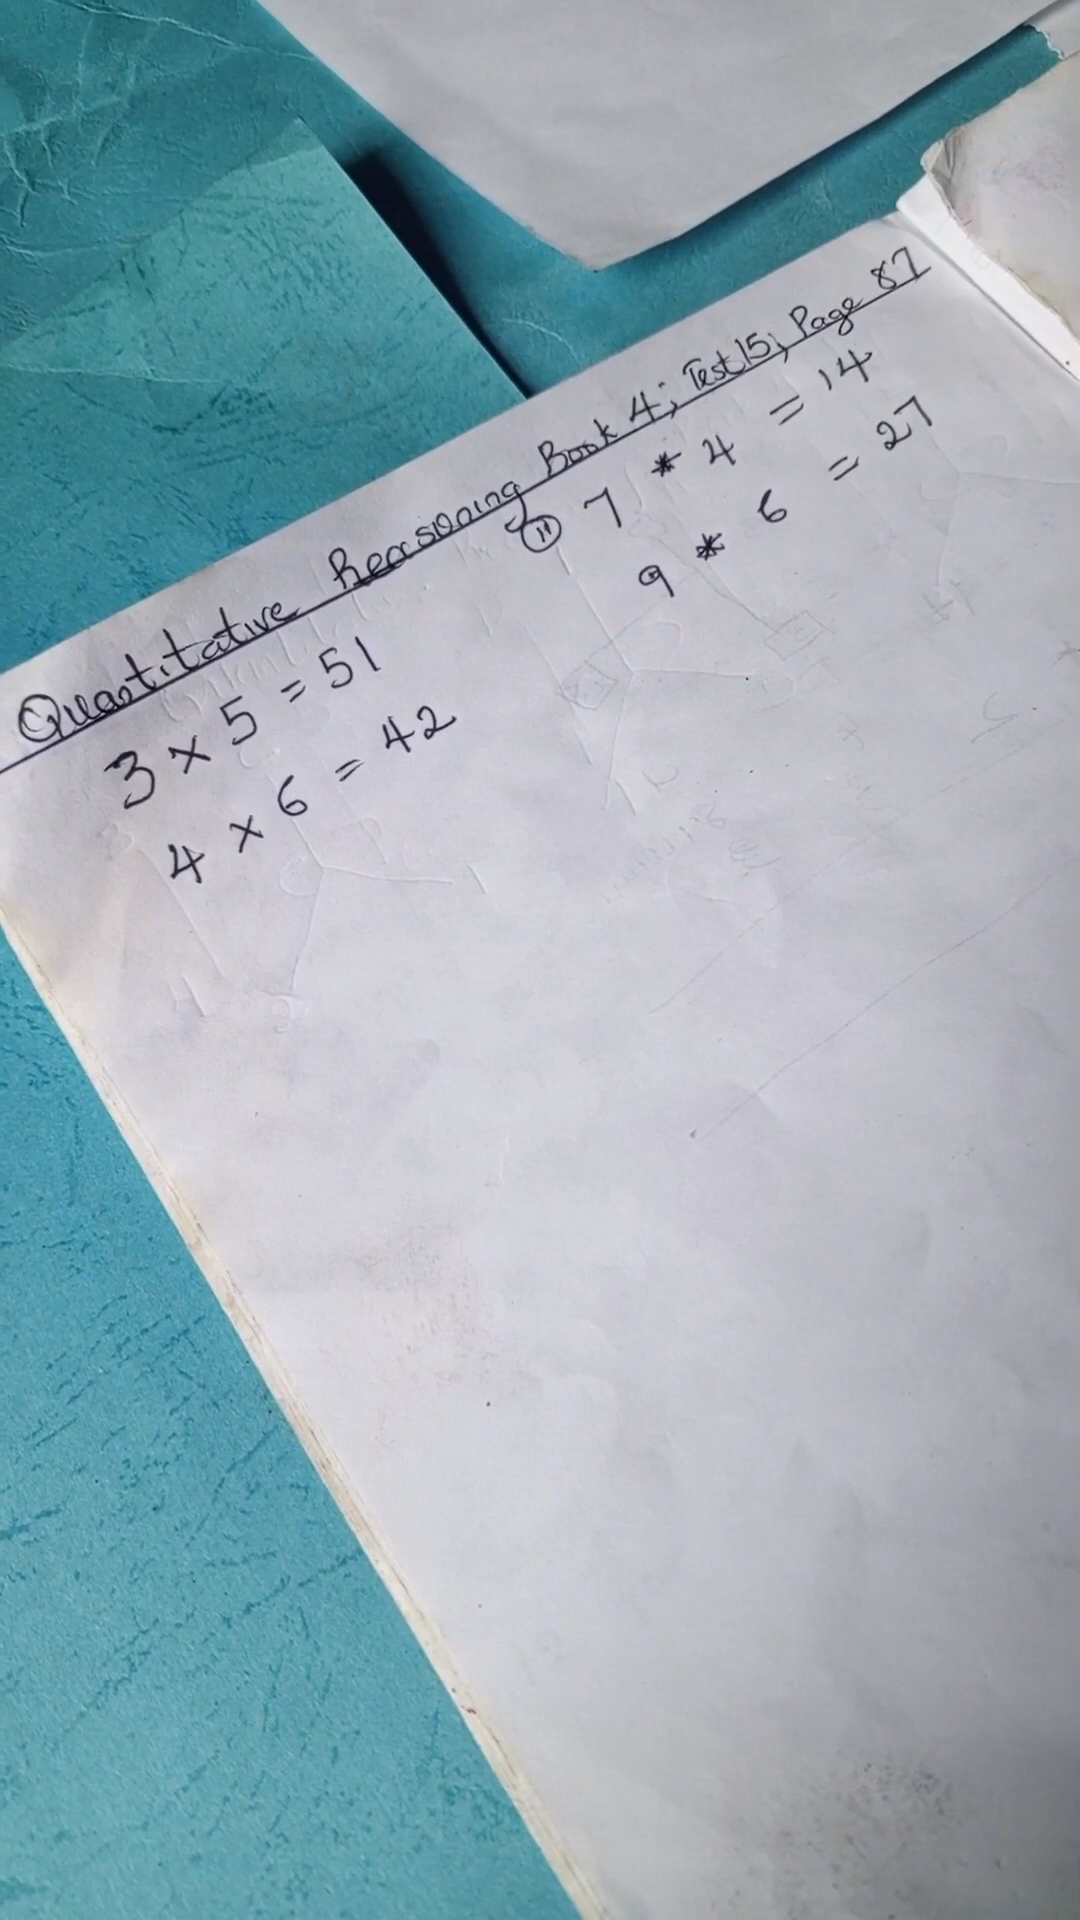 Quantitative Reasoning Book 4; Test 15; Page 87
3 × 5 = 51
4 × 6 = 42
(ii) 7 * 4 = 14
9 * 6 = 27